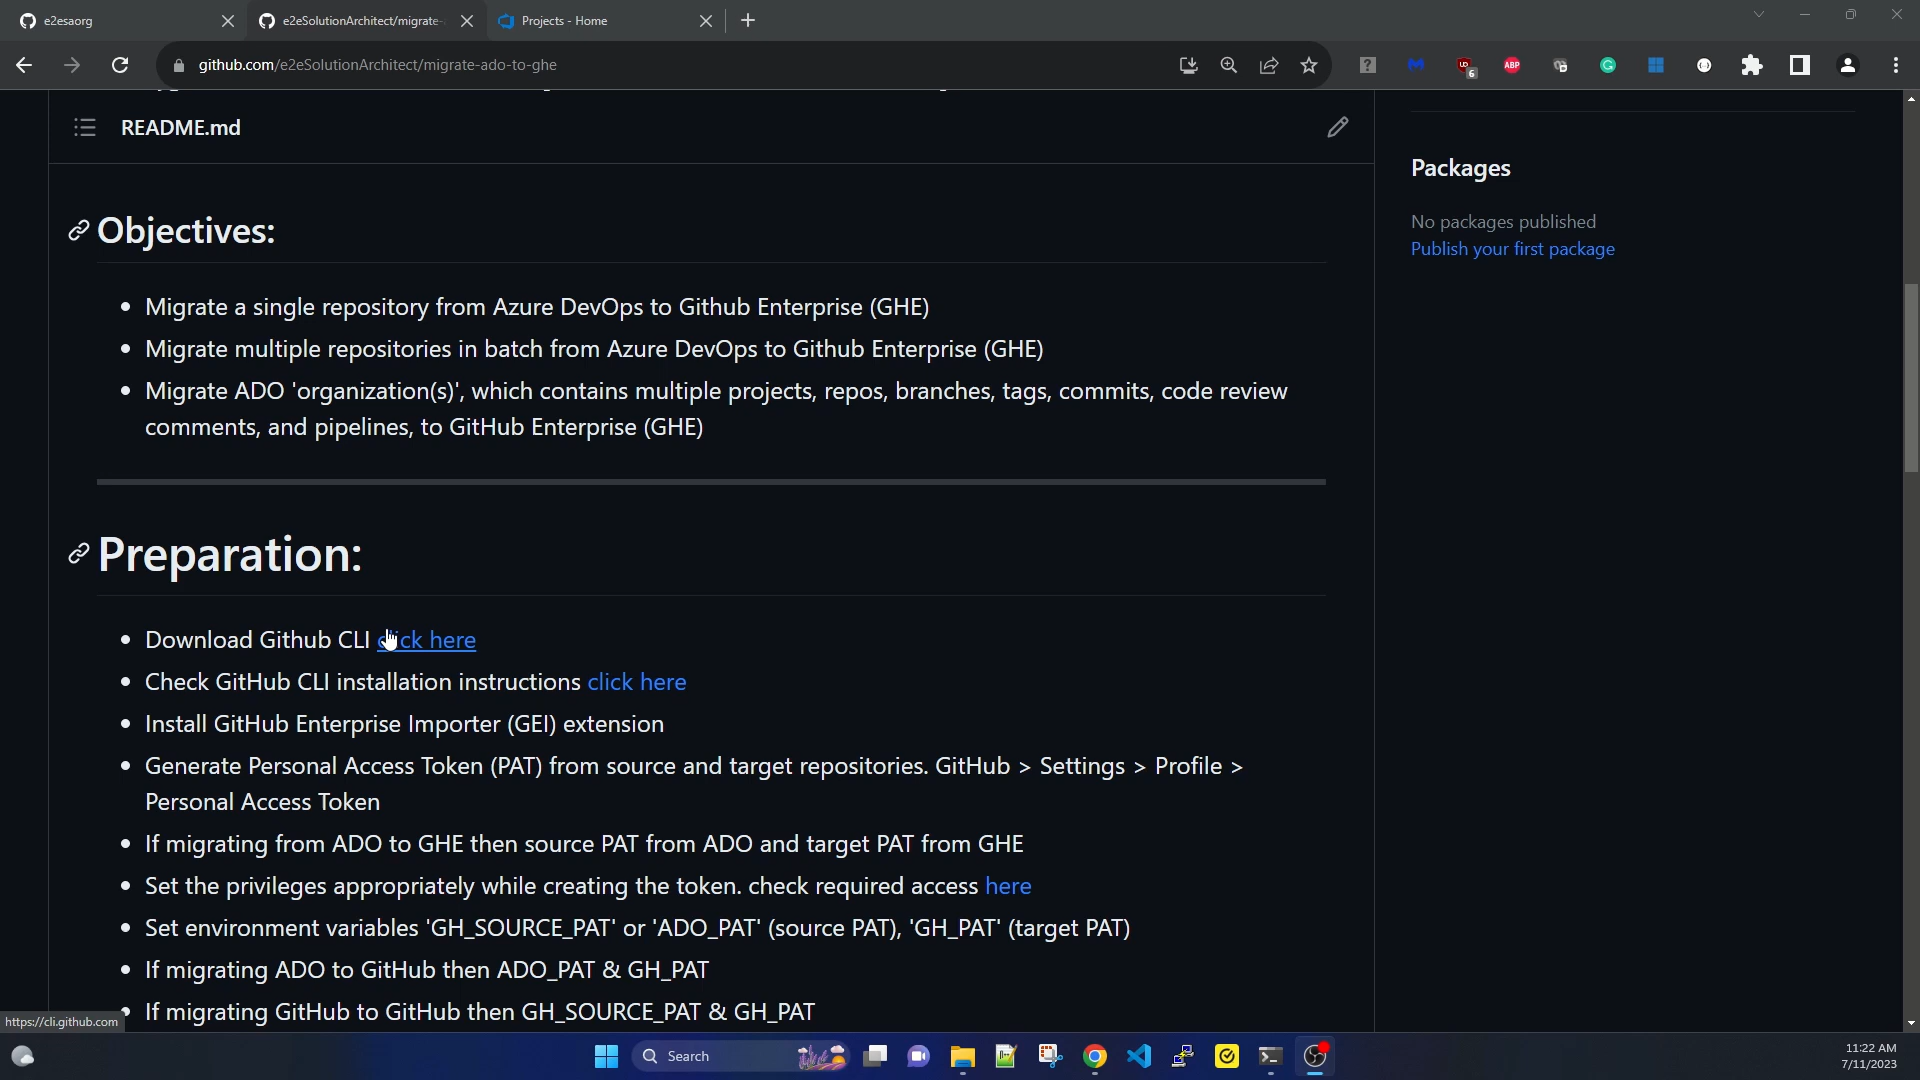 e2esaorg
e2eSolutionArchitect/migrate-
Projects - Home
github.com/e2eSolutionArchitect/migrate-ado-to-ghe
6
ABP
README.md
Packages
No packages published
Publish your first package
Objectives:
Migrate a single repository from Azure DevOps to Github Enterprise (GHE)
Migrate multiple repositories in batch from Azure DevOps to Github Enterprise (GHE)
Migrate ADO 'organization(s)', which contains multiple projects, repos, branches, tags, commits, code review
comments, and pipelines, to GitHub Enterprise (GHE)
Preparation:
Download Github CLI click here
Check GitHub CLI installation instructions click here
Install GitHub Enterprise Importer (GEI) extension
Generate Personal Access Token (PAT) from source and target repositories. GitHub > Settings > Profile >
Personal Access Token
If migrating from ADO to GHE then source PAT from ADO and target PAT from GHE
Set the privileges appropriately while creating the token. check required access here
Set environment variables 'GH_SOURCE_PAT' or 'ADO_PAT' (source PAT), 'GH_PAT' (target PAT)
If migrating ADO to GitHub then ADO_PAT & GH_PAT
If migrating GitHub to GitHub then GH_SOURCE_PAT & GH_PAT
https://cli.github.com
Search
11:22 AM
7/11/2023